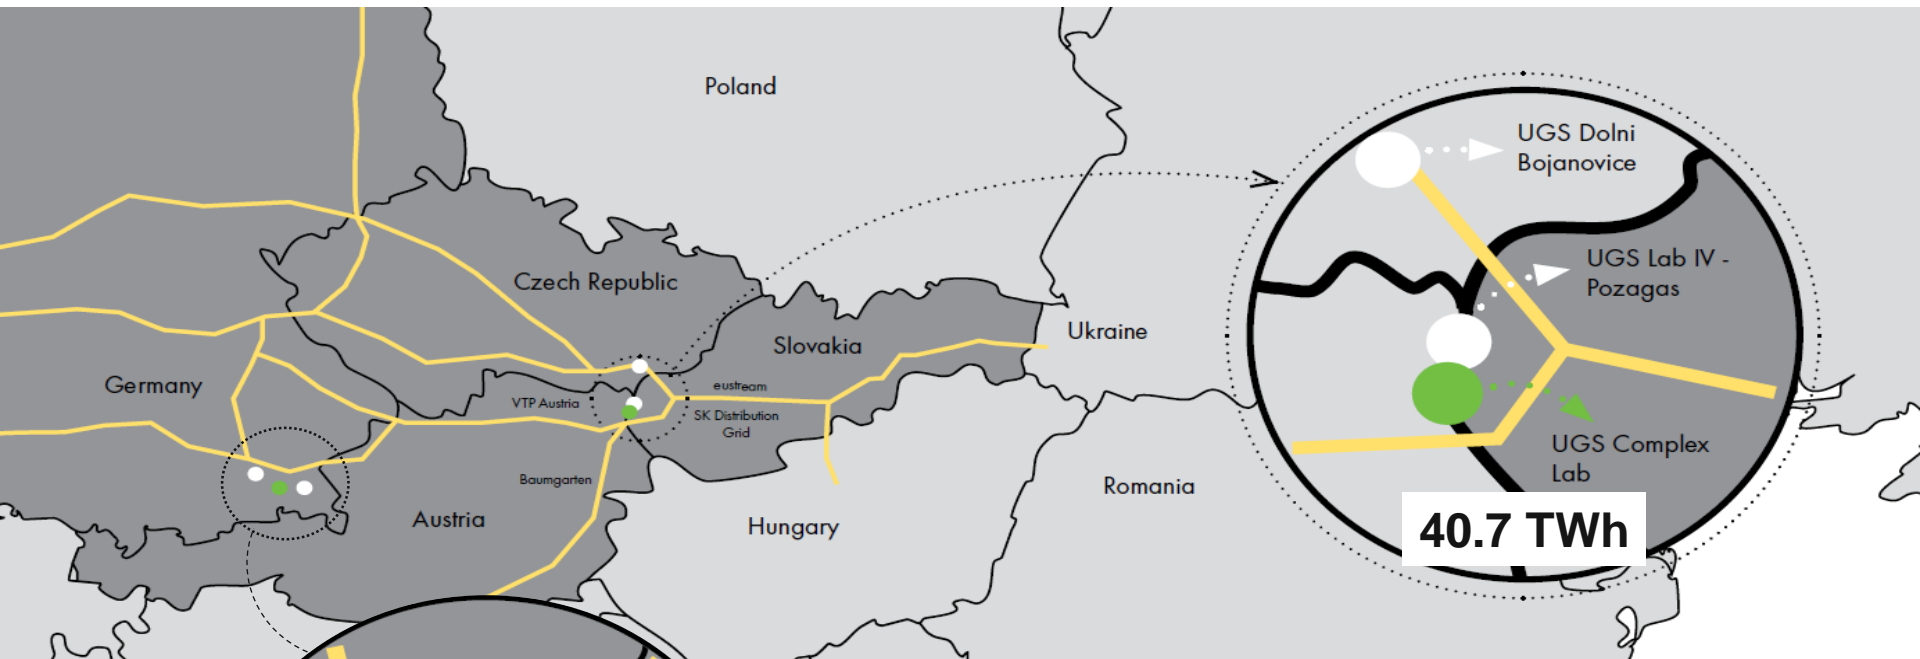 Poland
UGS Dolni
Bojanovice
UGS Lab IV -
Pozagas
Czech Republic
Ukraine
Slovakia
Germany
eustream
VTP Austria
SK Distribution
Grid
UGS Complex
Lab
Baumgarten
Romania
Austria
Hungary
40.7 TWh